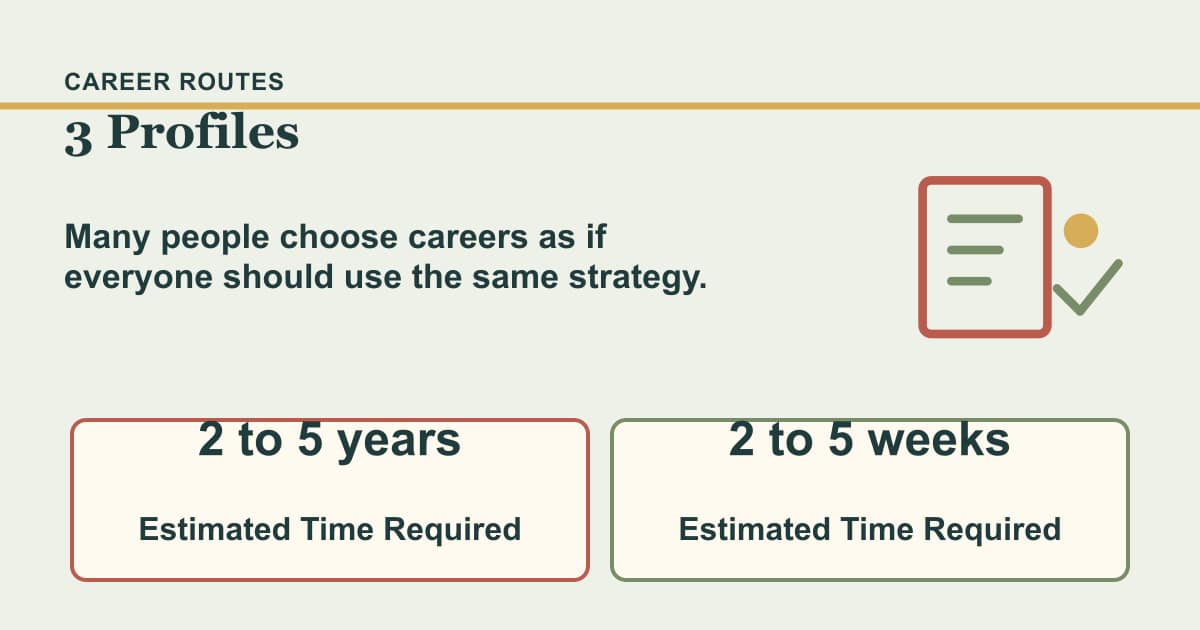 CAREER ROUTES
3 Profiles
Many people choose careers as if
everyone should use the same strategy.
2 to 5 years
Estimated Time Required
2 to 5 weeks
Estimated Time Required